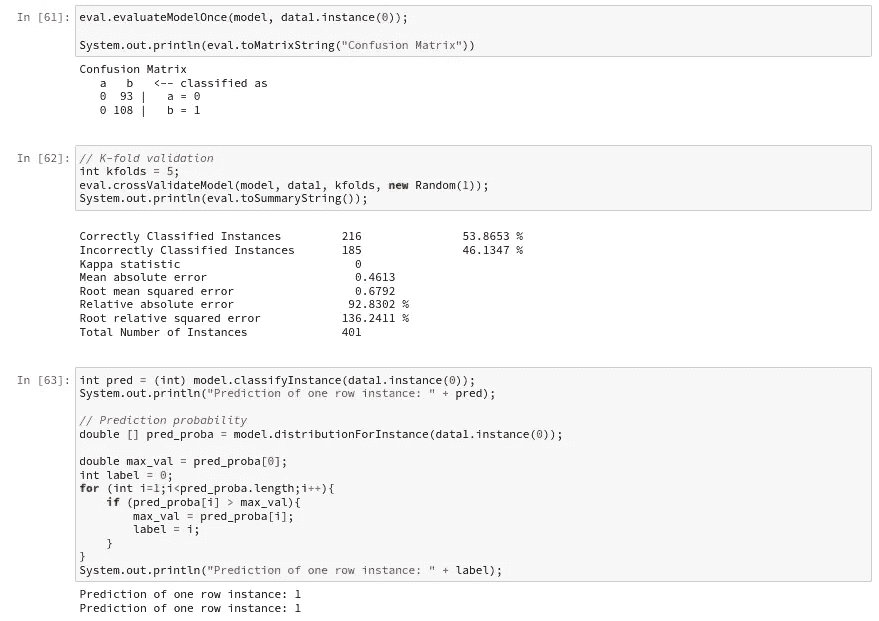 In [61]: eval.evaluateModelOnce(model, data1.instance(0));
System.out.println(eval.toMatrixString("Confusion Matrix"))
Confusion Matrix
   a   b   <-- classified as
   0  93 |   a = 0
   0 108 |   b = 1
In [62]: // K-fold validation
int kfolds = 5;
eval.crossValidateModel(model, data1, kfolds, new Random(1));
System.out.println(eval.toSummaryString());
Correctly Classified Instances         216               53.8653 %
Incorrectly Classified Instances       185               46.1347 %
Kappa statistic                          0
Mean absolute error                      0.4613
Root mean squared error                  0.6792
Relative absolute error                 92.8302 %
Root relative squared error            136.2411 %
Total Number of Instances              401
In [63]: int pred = (int) model.classifyInstance(data1.instance(0));
System.out.println("Prediction of one row instance: " + pred);
// Prediction probability
double [] pred_proba = model.distributionForInstance(data1.instance(0));
double max_val = pred_proba[0];
int label = 0;
for (int i=1;i<pred_proba.length;i++){
    if (pred_proba[i] > max_val){
        max_val = pred_proba[i];
        label = i;
    }
}
System.out.println("Prediction of one row instance: " + label);
Prediction of one row instance: 1
Prediction of one row instance: 1